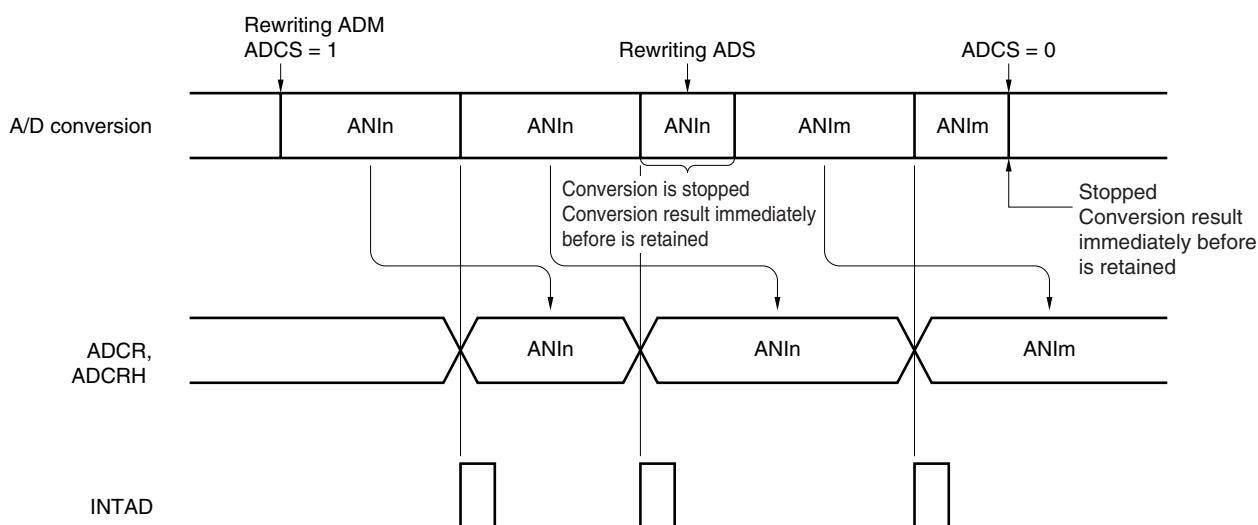 Rewriting ADM
ADCS = 1
Rewriting ADS
ADCS = 0
A/D conversion
ANIn
ANIn
ANIn
ANIm
ANIm
Conversion is stopped
Conversion result immediately
before is retained
Stopped
Conversion result
immediately before
is retained
ADCR,
ADCRH
ANIn
ANIn
ANIm
INTAD